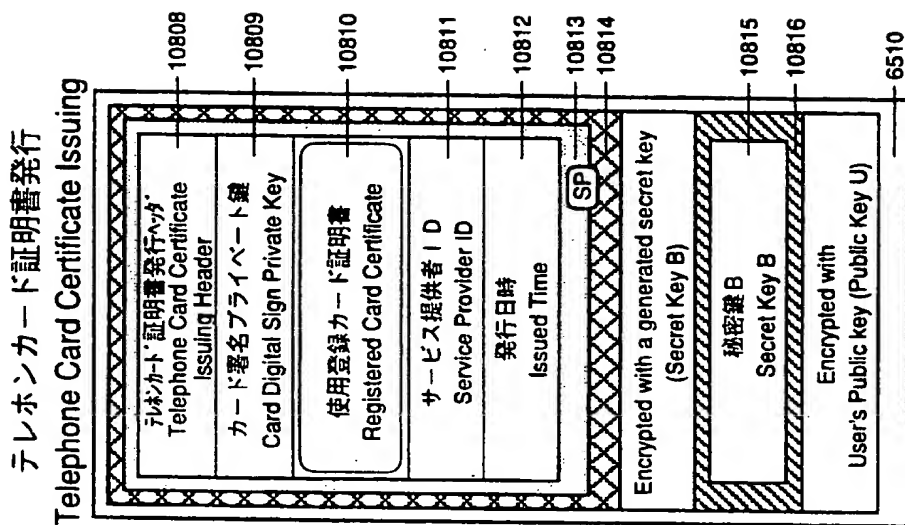 テレホンカード証明書発行
Telephone Card Certificate Issuing
テレホンカード証明書発行ヘッダ
Telephone Card Certificate
Issuing Header
10808
カード署名プライベート鍵
Card Digital Sign Private Key
10809
使用登録カード証明書
Registered Card Certificate
10810
サービス提供者ID
Service Provider ID
10811
発行日時
Issued Time
10812
SP
10813
10814
Encrypted with a generated secret key
(Secret Key B)
秘密鍵B
Secret Key B
10815
10816
Encrypted with
User's Public key (Public Key U)
6510